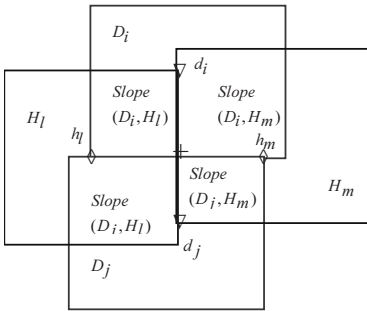 D_i
d_i
H_l
Slope
(D_i,H_l)
Slope
(D_i,H_m)
h_l
h_m
Slope
(D_j,H_m)
H_m
Slope
(D_j,H_l)
d_j
D_j